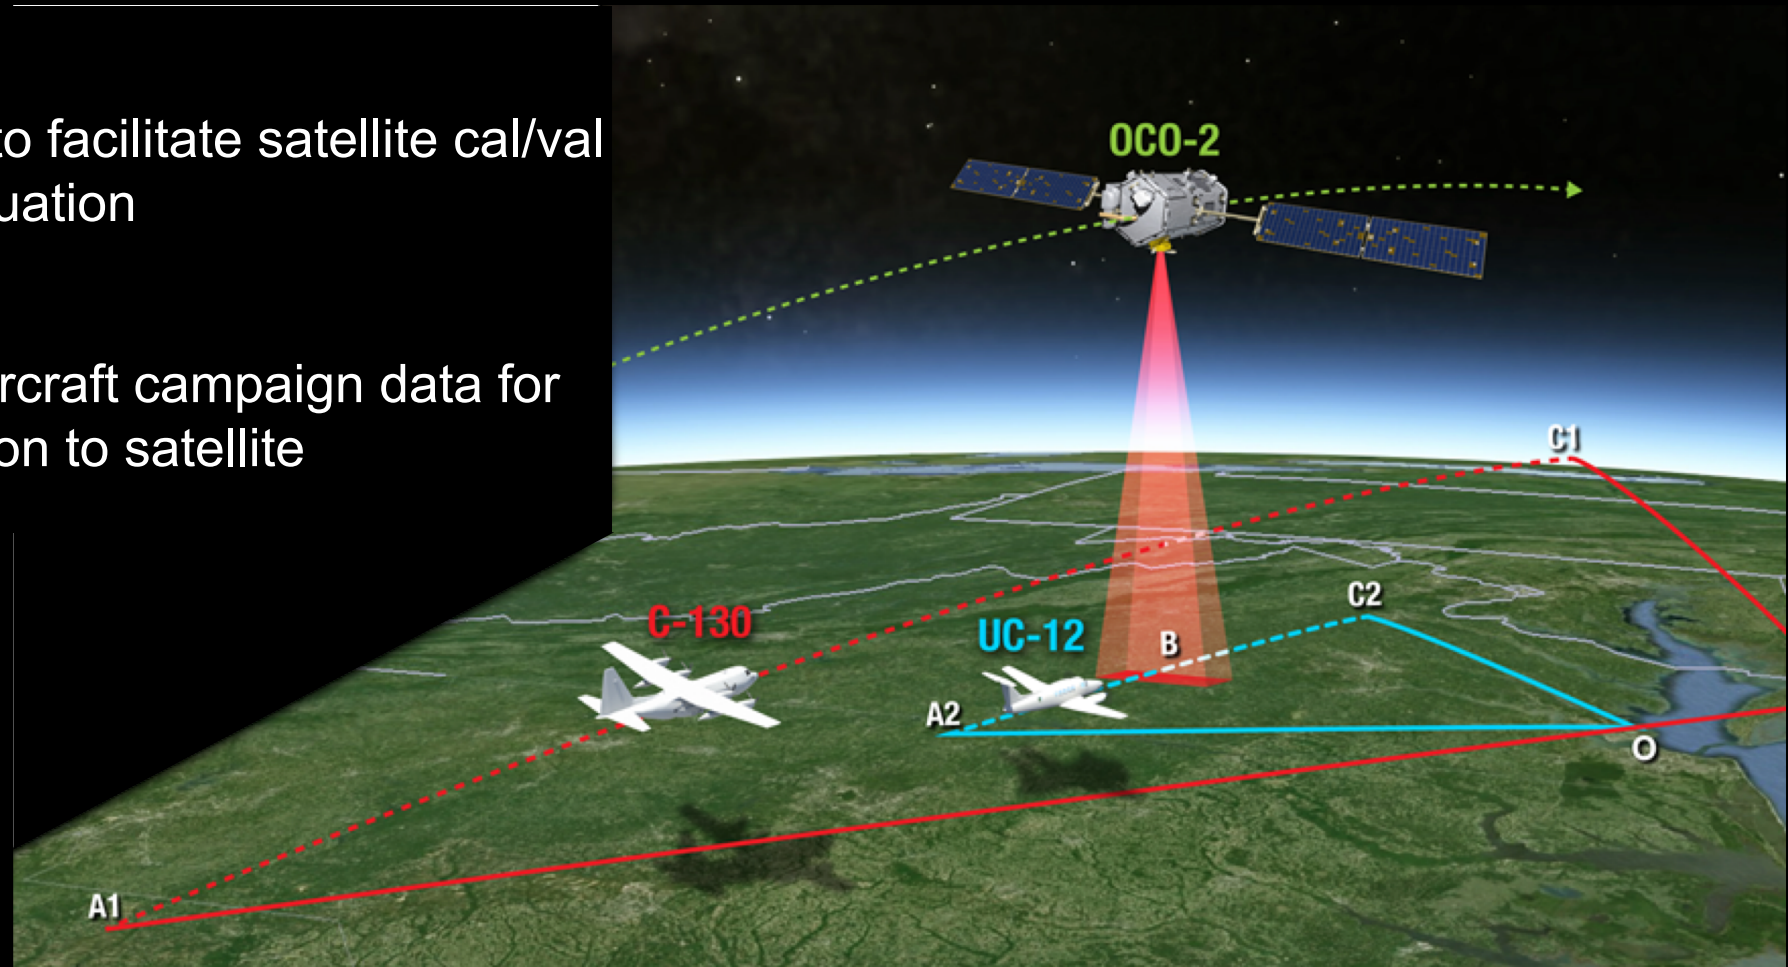 to facilitate satellite cal/val
uation
rcraft campaign data for
on to satellite
OCO-2
C1
C2
C-130
UC-12
B
A2
O
A1